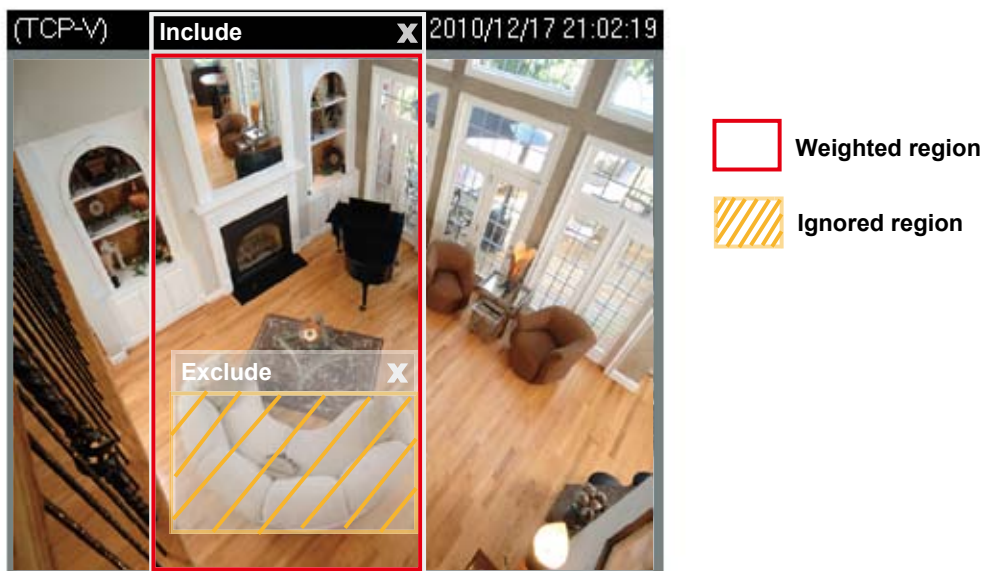 (TCP-V) Include X 2010/12/17 21:02:19
Weighted region
Ignored region
Exclude X